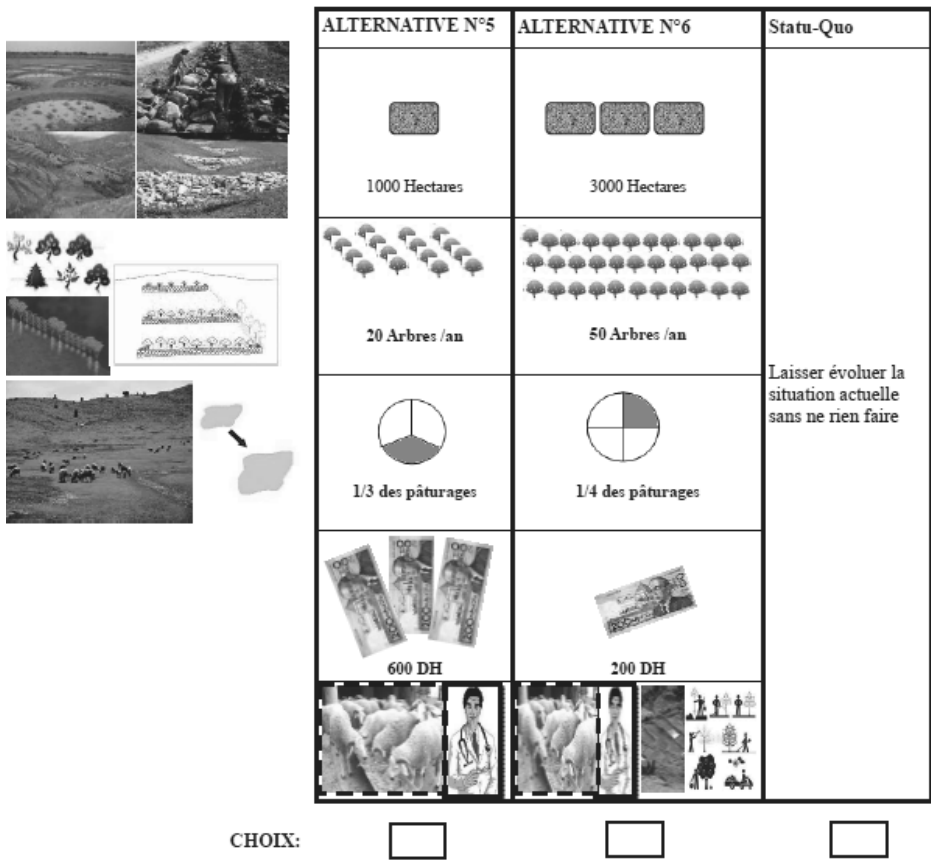 ALTERNATIVE N°5
ALTERNATIVE N°6
Statu-Quo
1000 Hectares
3000 Hectares
20 Arbres /an
50 Arbres /an
Laisser évoluer la
situation actuelle
sans ne rien faire
1/3 des pâturages
1/4 des pâturages
600 DH
200 DH
CHOIX: